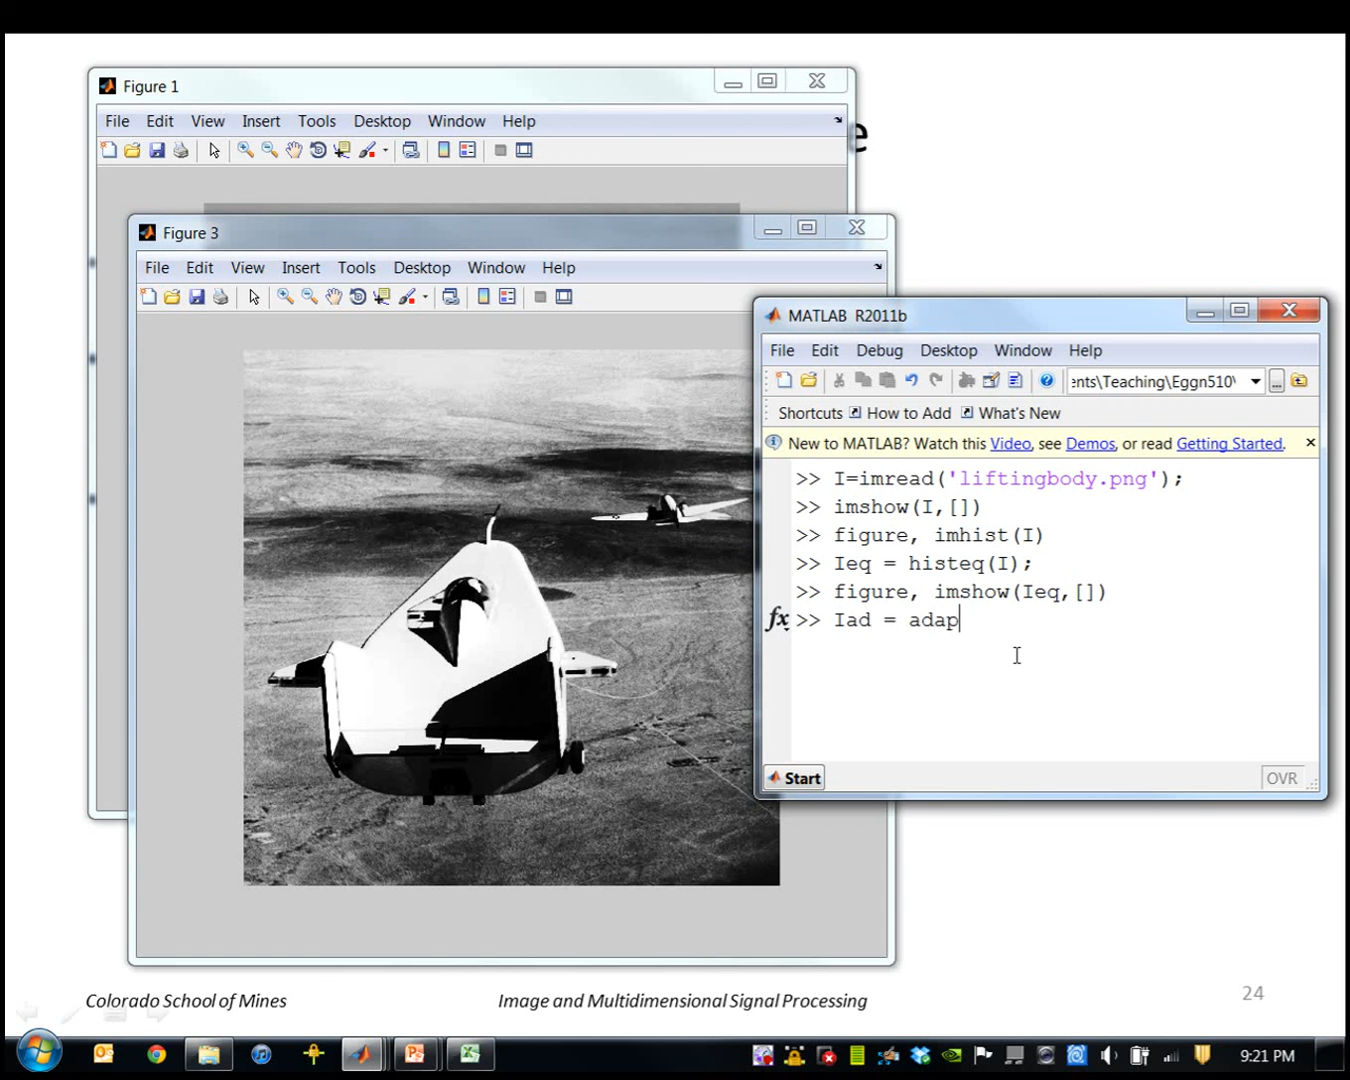 Figure 1
File Edit View Insert Tools Desktop Window Help
e
Figure 3
File Edit View Insert Tools Desktop Window Help
MATLAB R2011b
File Edit Debug Desktop Window Help
:nts\Teaching\Eggn510\
...
Shortcuts How to Add What's New
New to MATLAB? Watch this Video, see Demos, or read Getting Started.
>> I=imread('liftingbody.png');
>> imshow(I,[])
>> figure, imhist(I)
>> Ieq = histeq(I);
>> figure, imshow(Ieq,[])
fx >> Iad = adap
Start
OVR
Colorado School of Mines
Image and Multidimensional Signal Processing
24
9:21 PM